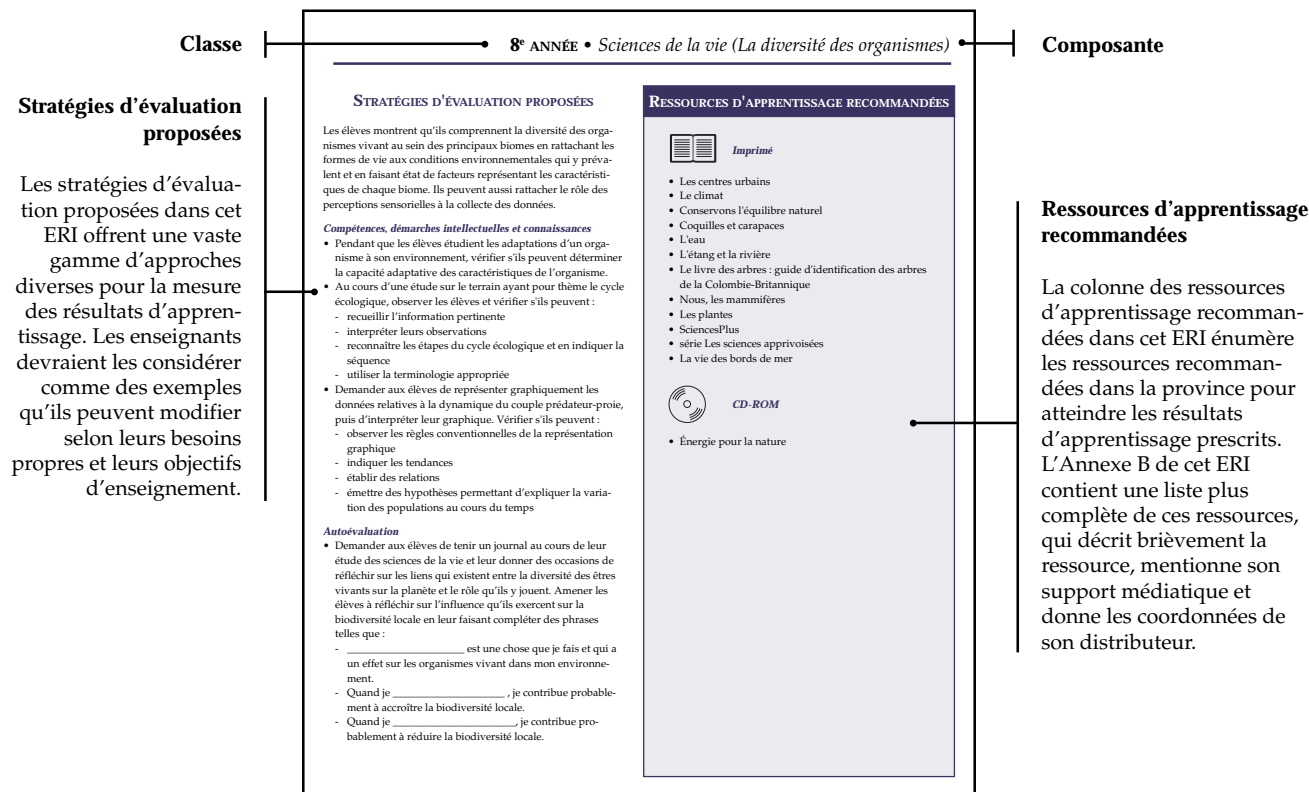 Classe
8e ANNÉE • Sciences de la vie (La diversité des organismes)
Composante
Stratégies d'évaluation
proposées
Les stratégies d'évalua-
tion proposées dans cet
ERI offrent une vaste
gamme d'approches
diverses pour la mesure
des résultats d'appren-
tissage. Les enseignants
devraient les considérer
comme des exemples
qu'ils peuvent modifier
selon leurs besoins
propres et leurs objectifs
d'enseignement.
STRATÉGIES D'ÉVALUATION PROPOSÉES
Les élèves montrent qu'ils comprennent la diversité des orga-
nismes vivant au sein des principaux biomes en rattachant les
formes de vie aux conditions environnementales qui y préva-
lent et en faisant état de facteurs représentant les caractéristi-
ques de chaque biome. Ils peuvent aussi rattacher le rôle des
perceptions sensorielles à la collecte des données.
Compétences, démarches intellectuelles et connaissances
• Pendant que les élèves étudient les adaptations d'un orga-
nisme à son environnement, vérifier s'ils peuvent déterminer
la capacité adaptative des caractéristiques de l'organisme.
• Au cours d'une étude sur le terrain ayant pour thème le cycle
écologique, observer les élèves et vérifier s'ils peuvent :
- recueillir l'information pertinente
- interpréter leurs observations
- reconnaître les étapes du cycle écologique et en indiquer la
séquence
- utiliser la terminologie appropriée
• Demander aux élèves de représenter graphiquement les
données relatives à la dynamique du couple prédateur-proie,
puis d'interpréter leur graphique. Vérifier s'ils peuvent :
- observer les règles conventionnelles de la représentation
graphique
- indiquer les tendances
- établir des relations
- émettre des hypothèses permettant d'expliquer la varia-
tion des populations au cours du temps
Autoévaluation
• Demander aux élèves de tenir un journal au cours de leur
étude des sciences de la vie et leur donner des occasions de
réfléchir sur les liens qui existent entre la diversité des êtres
vivants sur la planète et le rôle qu'ils y jouent. Amener les
élèves à réfléchir sur l'influence qu'ils exercent sur la
biodiversité locale en leur faisant compléter des phrases
telles que :
- ______________________ est une chose que je fais et qui a
un effet sur les organismes vivant dans mon environne-
ment.
- Quand je _____________________ , je contribue probable-
ment à accroître la biodiversité locale.
- Quand je _______________________, je contribue pro-
bablement à réduire la biodiversité locale.
RESSOURCES D'APPRENTISSAGE RECOMMANDÉES
Imprimé
• Les centres urbains
• Le climat
• Conservons l'équilibre naturel
• Coquilles et carapaces
• L'eau
• L'étang et la rivière
• Le livre des arbres : guide d'identification des arbres
de la Colombie-Britannique
• Nous, les mammifères
• Les plantes
• SciencesPlus
• série Les sciences apprivoisées
• La vie des bords de mer
CD-ROM
• Énergie pour la nature
Ressources d'apprentissage
recommandées
La colonne des ressources
d'apprentissage recomman-
dées dans cet ERI énumère
les ressources recomman-
dées dans la province pour
atteindre les résultats
d'apprentissage prescrits.
L'Annexe B de cet ERI
contient une liste plus
complète de ces ressources,
qui décrit brièvement la
ressource, mentionne son
support médiatique et
donne les coordonnées de
son distributeur.